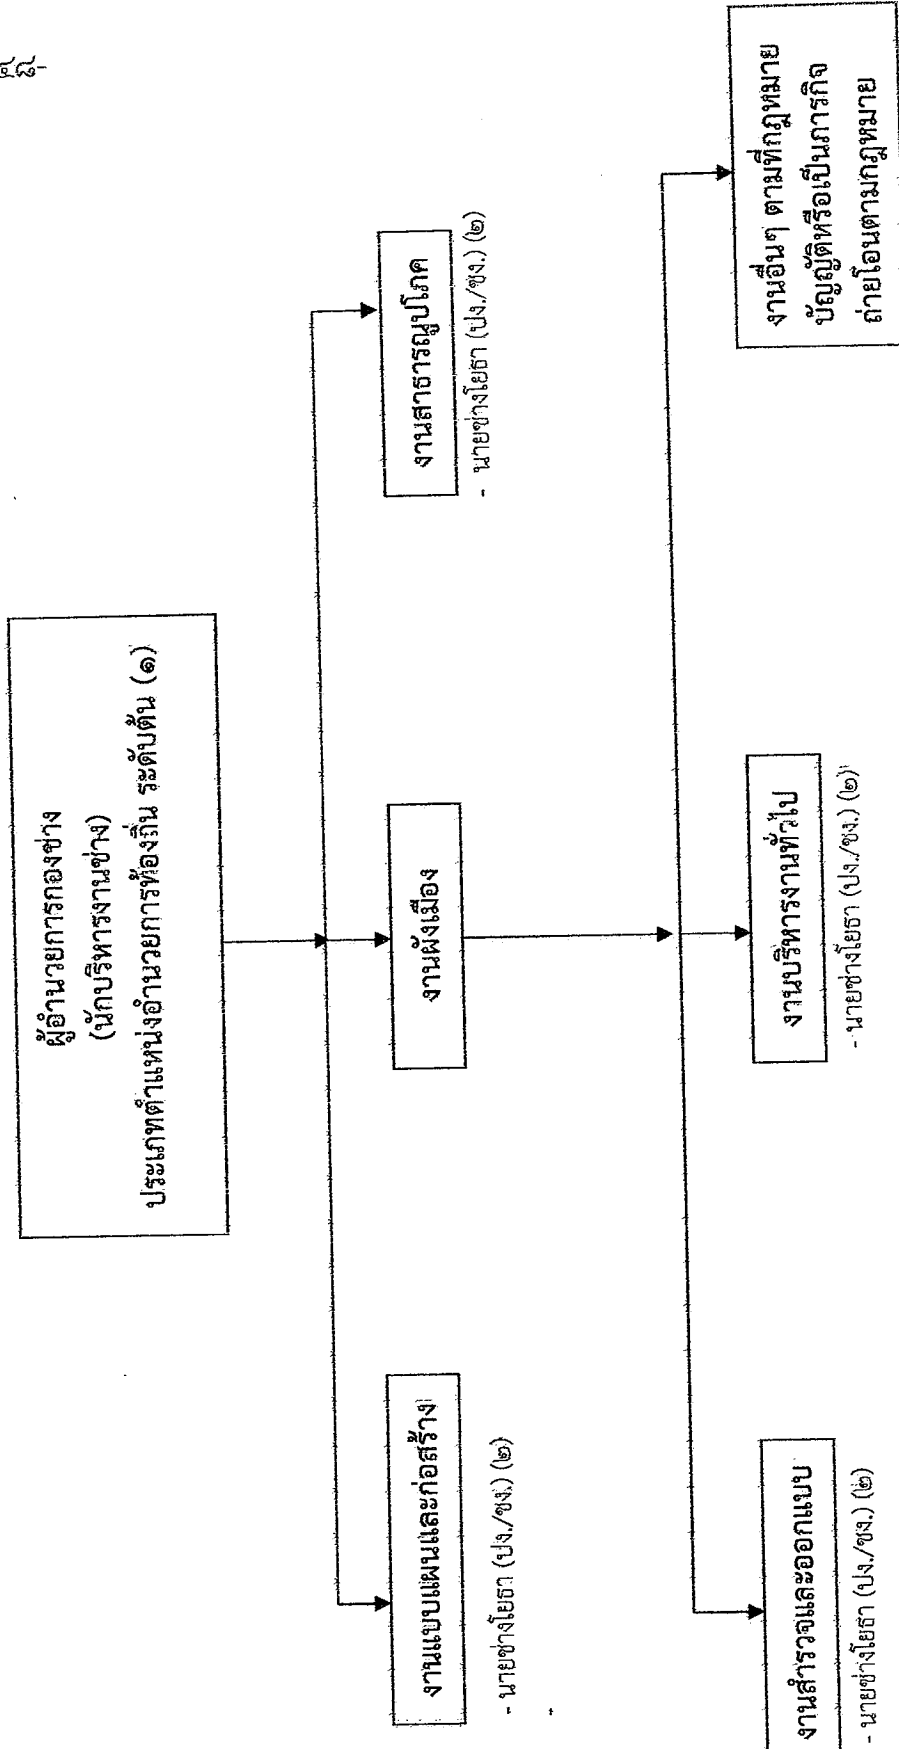 ๕๘-
ผู้อำนวยการกองช่าง
(นักบริหารงานช่าง)
ประเภทตำแหน่งอำนวยการท้องถิ่น ระดับต้น (๑)
งานแบบแผนและก่อสร้าง
- นายช่างโยธา (ปง./ชง.) (๒)
งานผังเมือง
งานสาธารณูปโภค
- นายช่างโยธา (ปง./ชง.) (๒)
งานสำรวจและออกแบบ
- นายช่างโยธา (ปง./ชง.) (๒)
งานบริหารงานทั่วไป
- นายช่างโยธา (ปง./ชง.) (๒)
งานอื่นๆ ตามที่กฎหมาย
บัญญัติหรือเป็นภารกิจ
ถ่ายโอนตามกฎหมาย